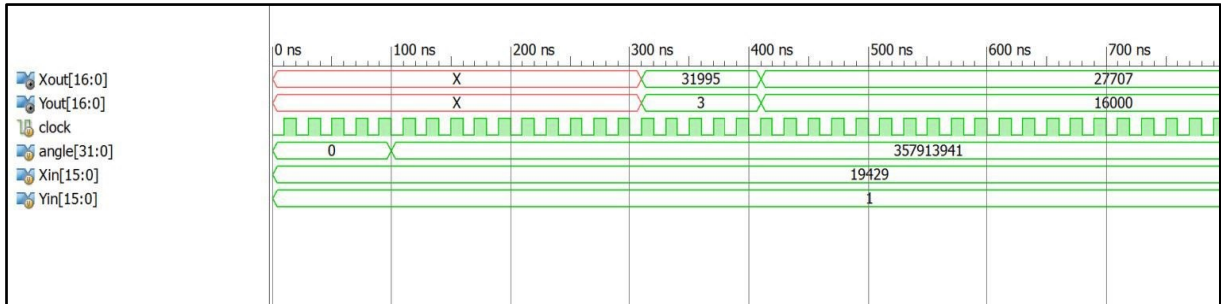 0 ns 100 ns 200 ns 300 ns 400 ns 500 ns 600 ns 700 ns
Xout[16:0] X 31995 27707
Yout[16:0] X 3 16000
clock
angle[31:0] 0 357913941
Xin[15:0] 19429
Yin[15:0] 1